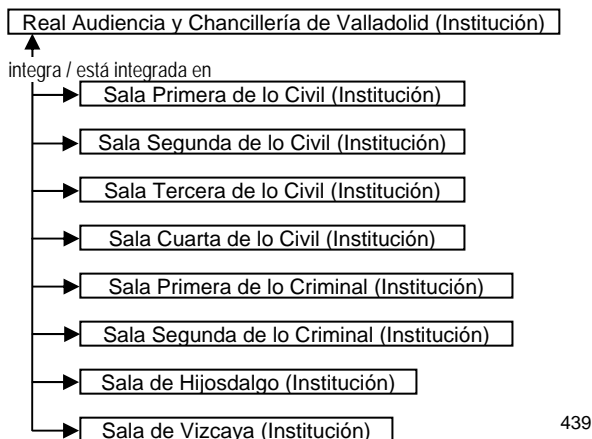 Real Audiencia y Chancillería de Valladolid (Institución)
integra / está integrada en
Sala Primera de lo Civil (Institución)
Sala Segunda de lo Civil (Institución)
Sala Tercera de lo Civil (Institución)
Sala Cuarta de lo Civil (Institución)
Sala Primera de lo Criminal (Institución)
Sala Segunda de lo Criminal (Institución)
Sala de Hijosdalgo (Institución)
Sala de Vizcaya (Institución)
439